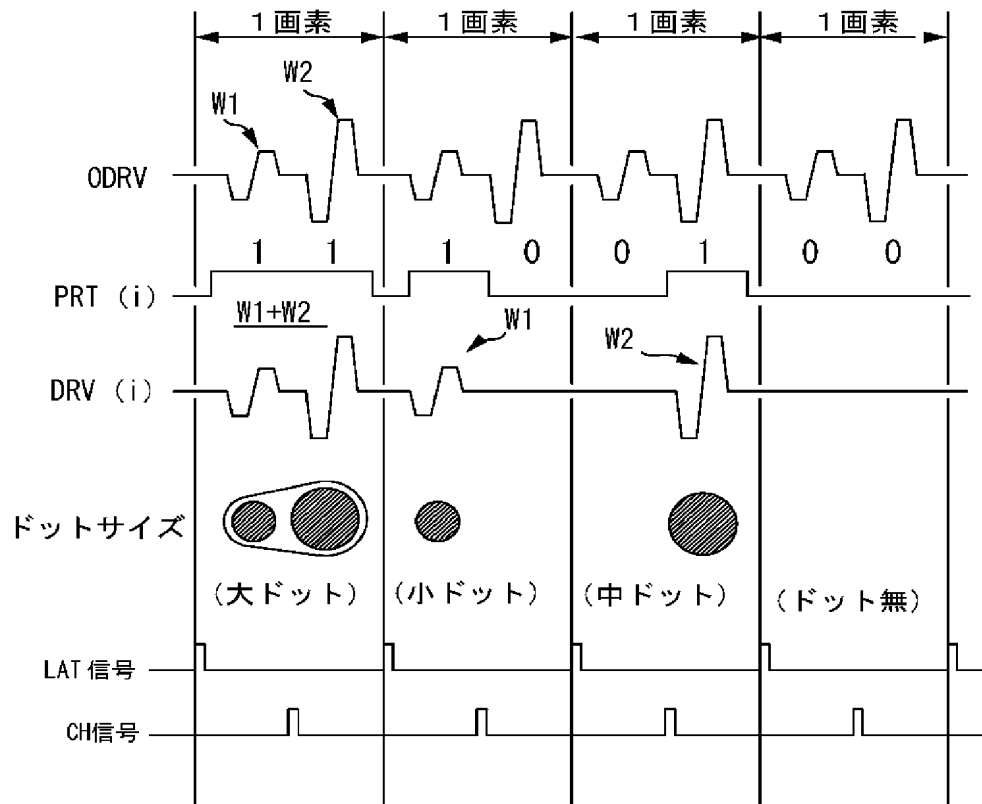 1画素 1画素 1画素 1画素
W1 W2
ODRV
1 1 1 0 0 1 0 0
PRT (i)
W1+W2 W1 W2
DRV (i)
ドットサイズ
(大ドット) (小ドット) (中ドット) (ドット無)
LAT信号
CH信号